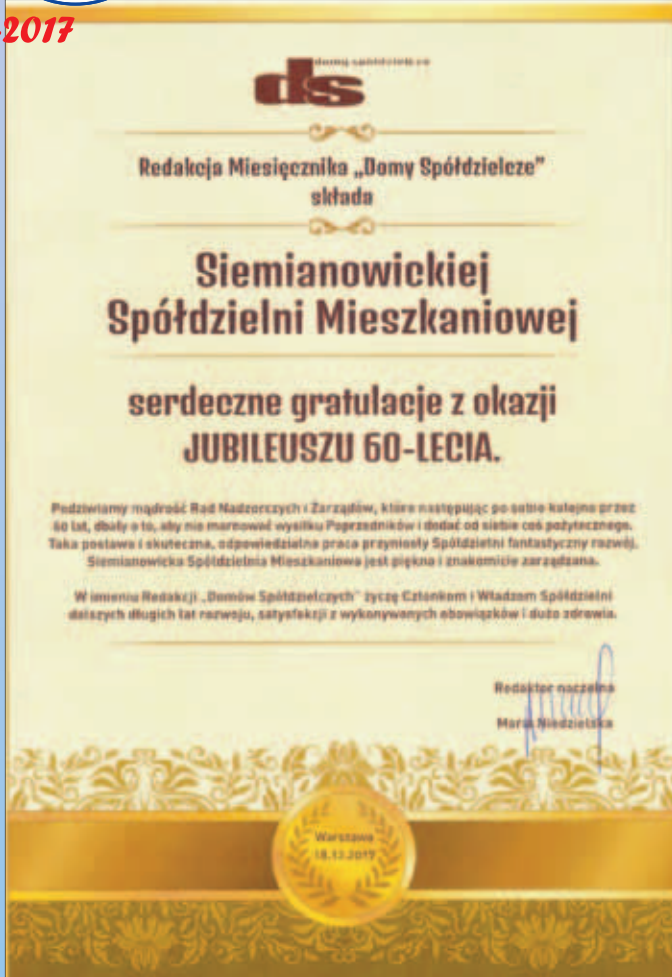 -2017
domy spółdzielcze
ds
Redakcja Miesięcznika „Domy Spółdzielcze”
składa
Siemianowickiej
Spółdzielni Mieszkaniowej
serdeczne gratulacje z okazji
JUBILEUSZU 60-LECIA.
Podziwiamy mądrość Rad Nadzorczych i Zarządów, które następując po sobie kolejno przez
60 lat, dbały o to, aby nie marnować wysiłku Poprzedników i dodać od siebie coś pożytecznego.
Taka postawa i skuteczna, odpowiedzialna praca przyniosły Spółdzielni fantastyczny rozwój.
Siemianowicka Spółdzielnia Mieszkaniowa jest piękna i znakomicie zarządzana.
W imieniu Redakcji „Domów Spółdzielczych” życzę Członkom i Władzom Spółdzielni
dalszych długich lat rozwoju, satysfakcji z wykonywanych obowiązków i dużo zdrowia.
Redaktor naczelna
Maria Niedzielska
Warszawa
18.12.2017